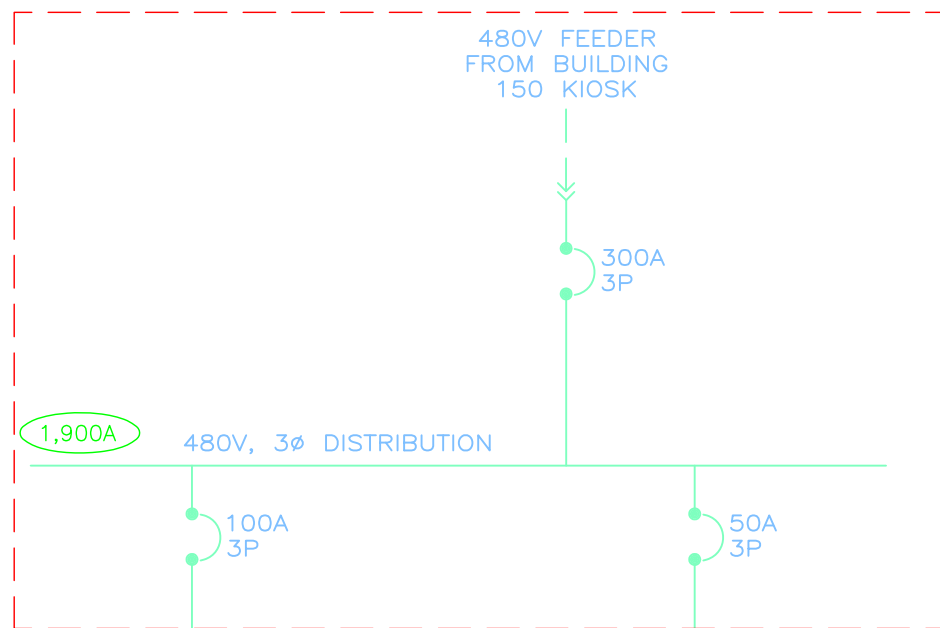 480V FEEDER
FROM BUILDING
150 KIOSK
300A
3P
1,900A
480V, 3ø DISTRIBUTION
100A
3P
50A
3P